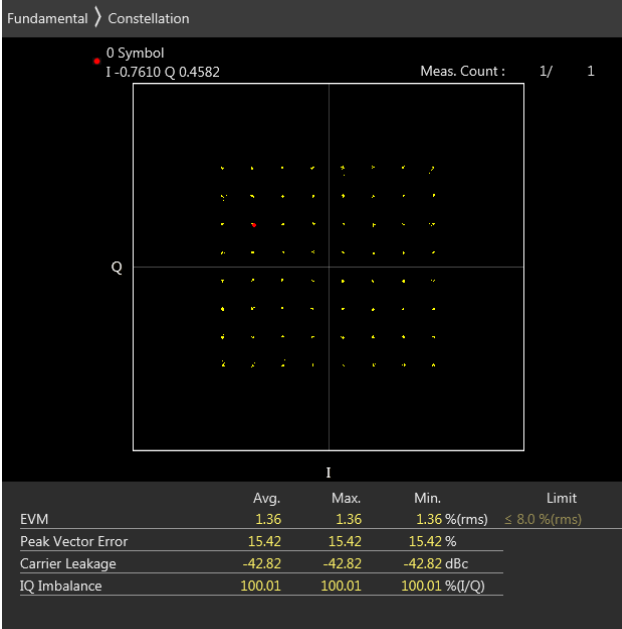 Fundamental ⟩ Constellation
0 Symbol
I -0.7610 Q 0.4582 Meas. Count : 1/ 1
Q
I
Avg. Max. Min. Limit
EVM 1.36 1.36 1.36 %(rms) ≤ 8.0 %(rms)
Peak Vector Error 15.42 15.42 15.42 %
Carrier Leakage -42.82 -42.82 -42.82 dBc
IQ Imbalance 100.01 100.01 100.01 %(I/Q)